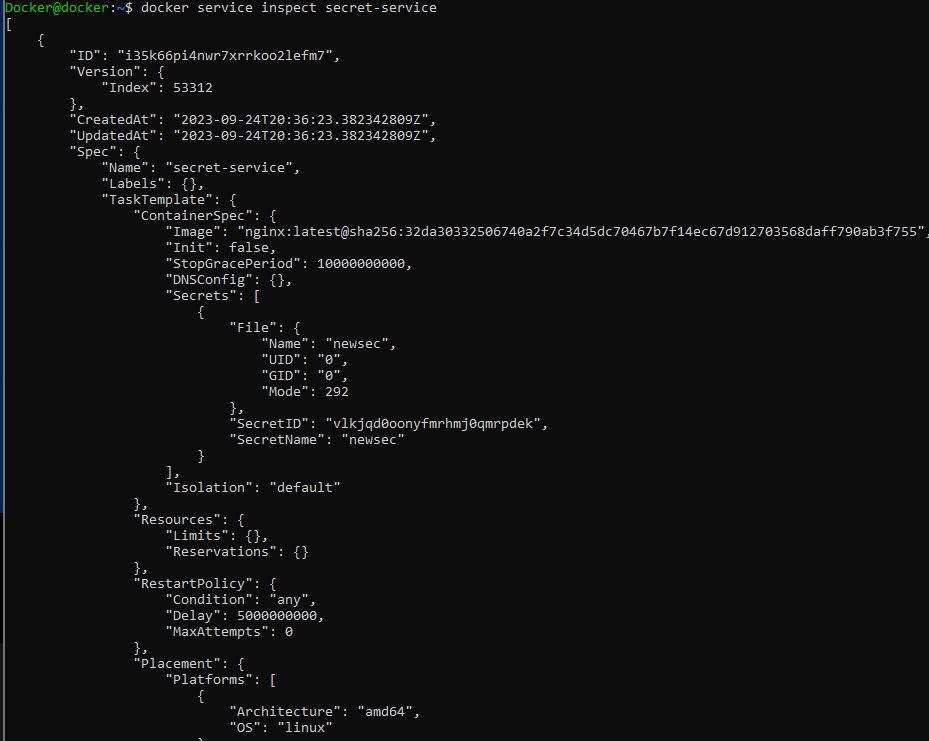 Docker@docker:~$ docker service inspect secret-service
[
    {
        "ID": "i35k66pi4nwr7xrrkoo2lefm7",
        "Version": {
            "Index": 53312
        },
        "CreatedAt": "2023-09-24T20:36:23.382342809Z",
        "UpdatedAt": "2023-09-24T20:36:23.382342809Z",
        "Spec": {
            "Name": "secret-service",
            "Labels": {},
            "TaskTemplate": {
                "ContainerSpec": {
                    "Image": "nginx:latest@sha256:32da30332506740a2f7c34d5dc70467b7f14ec67d912703568daff790ab3f755",
                    "Init": false,
                    "StopGracePeriod": 10000000000,
                    "DNSConfig": {},
                    "Secrets": [
                        {
                            "File": {
                                "Name": "newsec",
                                "UID": "0",
                                "GID": "0",
                                "Mode": 292
                            },
                            "SecretID": "vlkjqd0oonyfmrhmj0qmrpdek",
                            "SecretName": "newsec"
                        }
                    ],
                    "Isolation": "default"
                },
                "Resources": {
                    "Limits": {},
                    "Reservations": {}
                },
                "RestartPolicy": {
                    "Condition": "any",
                    "Delay": 5000000000,
                    "MaxAttempts": 0
                },
                "Placement": {
                    "Platforms": [
                        {
                            "Architecture": "amd64",
                            "OS": "linux"